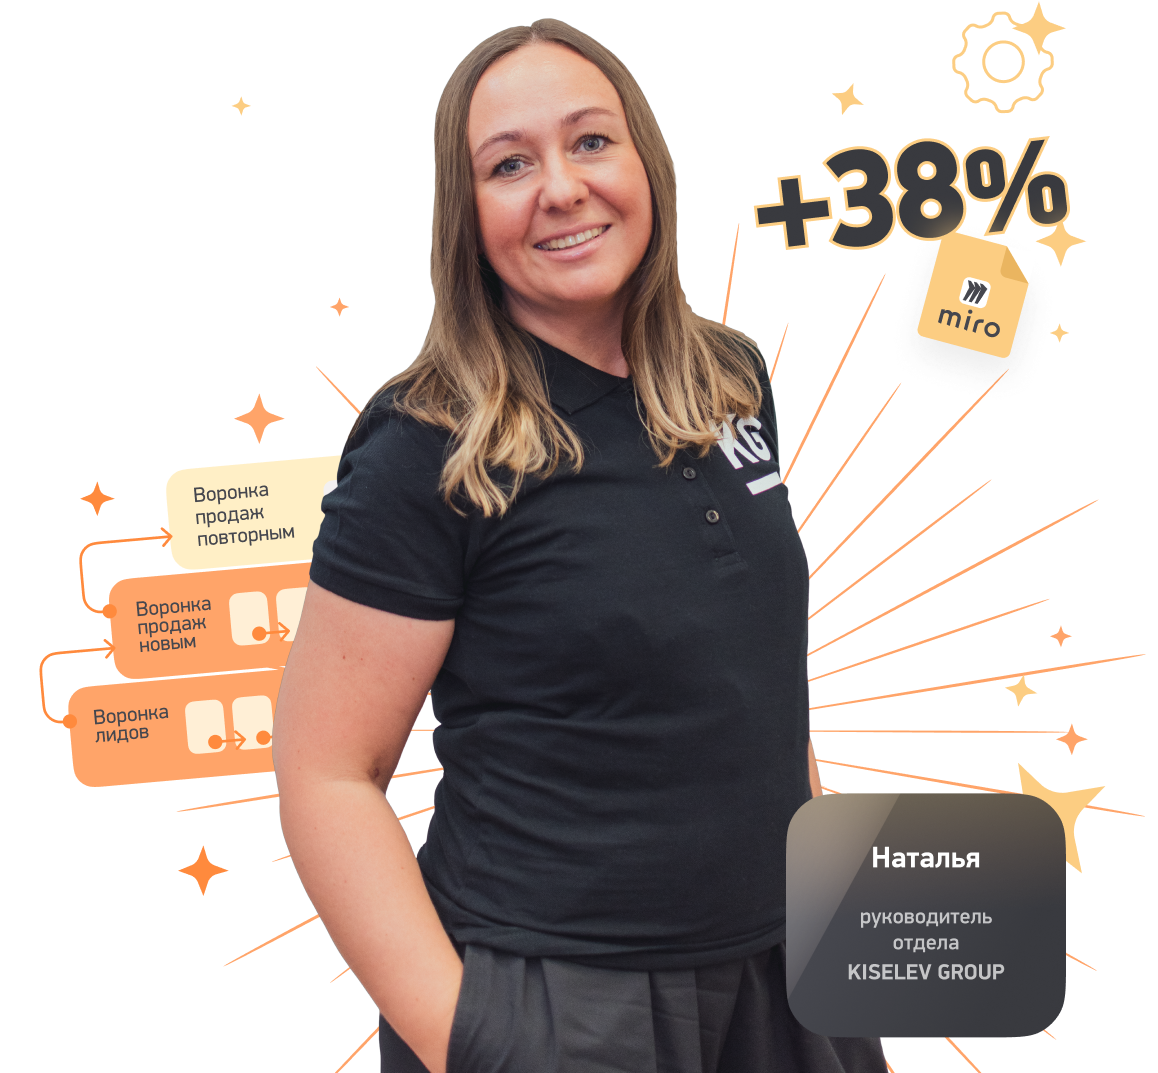 +38%
miro
KG
Воронка
продаж
повторным
Воронка
продаж
новым
Воронка
лидов
Наталья
руководитель
отдела
KISELEV GROUP